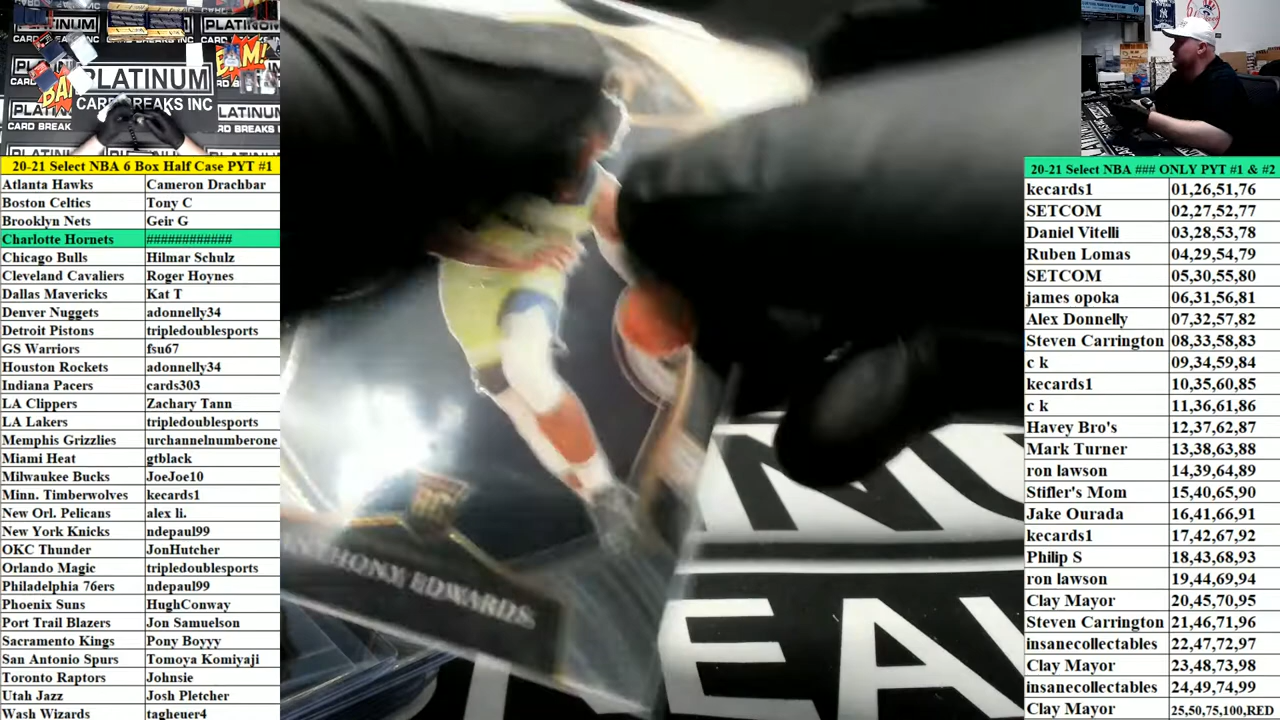 PLATINUM
CARD BREAKS INC
BAM!
20-21 Select NBA 6 Box Half Case PYT #1
Atlanta Hawks Cameron Drachbar
Boston Celtics Tony C
Brooklyn Nets Geir G
Charlotte Hornets ############
Chicago Bulls Hilmar Schulz
Cleveland Cavaliers Roger Hoynes
Dallas Mavericks Kat T
Denver Nuggets adonnelly34
Detroit Pistons tripledoublesports
GS Warriors fsu67
Houston Rockets adonnelly34
Indiana Pacers cards303
LA Clippers Zachary Tann
LA Lakers tripledoublesports
Memphis Grizzlies urchannelnumberone
Miami Heat gtblack
Milwaukee Bucks JoeJoe10
Minn. Timberwolves kecards1
New Orl. Pelicans alex li.
New York Knicks ndepaul99
OKC Thunder JonHutcher
Orlando Magic tripledoublesports
Philadelphia 76ers ndepaul99
Phoenix Suns HughConway
Port Trail Blazers Jon Samuelson
Sacramento Kings Pony Boyyy
San Antonio Spurs Tomoya Komiyaji
Toronto Raptors Johnsie
Utah Jazz Josh Pletcher
Wash Wizards tagheuer4
THONY EDWARDS
20-21 Select NBA ### ONLY PYT #1 & #2
kecards1 01,26,51,76
SETCOM 02,27,52,77
Daniel Vitelli 03,28,53,78
Ruben Lomas 04,29,54,79
SETCOM 05,30,55,80
james opoka 06,31,56,81
Alex Donnelly 07,32,57,82
Steven Carrington 08,33,58,83
c k 09,34,59,84
kecards1 10,35,60,85
c k 11,36,61,86
Havey Bro's 12,37,62,87
Mark Turner 13,38,63,88
ron lawson 14,39,64,89
Stifler's Mom 15,40,65,90
Jake Ourada 16,41,66,91
kecards1 17,42,67,92
Philip S 18,43,68,93
ron lawson 19,44,69,94
Clay Mayor 20,45,70,95
Steven Carrington 21,46,71,96
insanecollectables 22,47,72,97
Clay Mayor 23,48,73,98
insanecollectables 24,49,74,99
Clay Mayor 25,50,75,100,RED